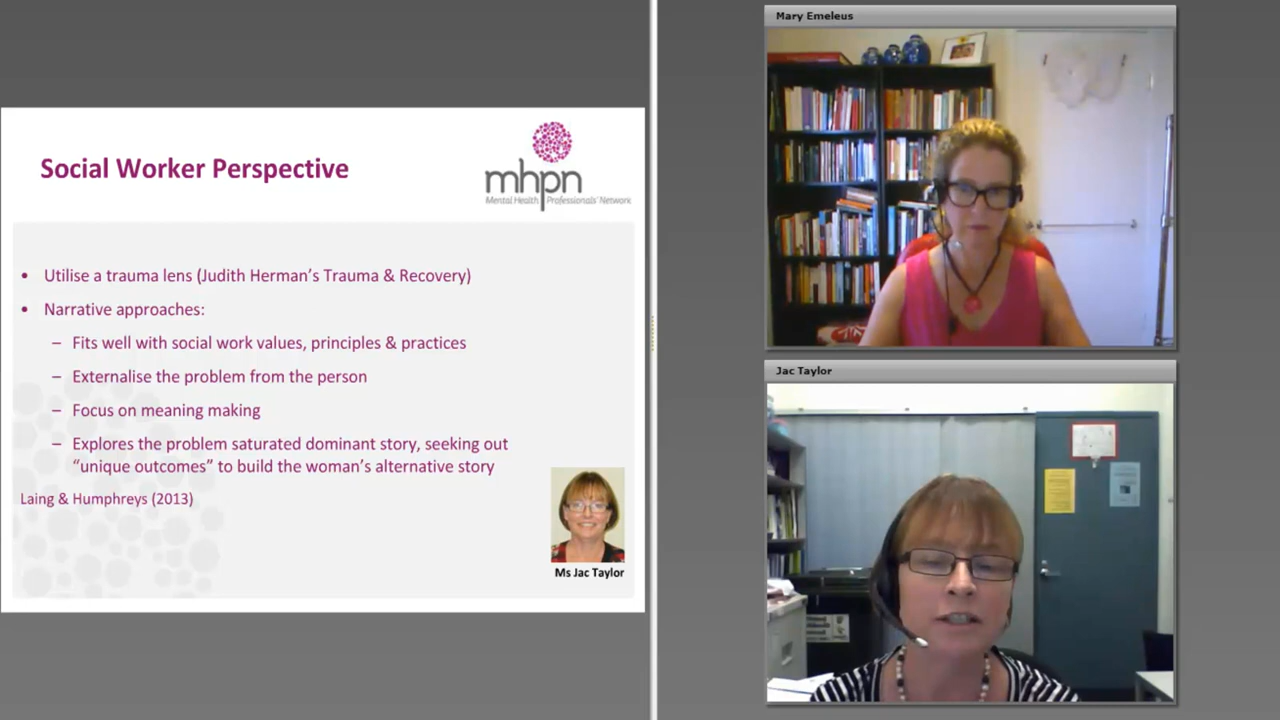 Social Worker Perspective
mhpn
Mental Health Professionals' Network
• Utilise a trauma lens (Judith Herman's Trauma & Recovery)
• Narrative approaches:
– Fits well with social work values, principles & practices
– Externalise the problem from the person
– Focus on meaning making
– Explores the problem saturated dominant story, seeking out
“unique outcomes” to build the woman's alternative story
Laing & Humphreys (2013)
Ms Jac Taylor
Mary Emeleus
Jac Taylor